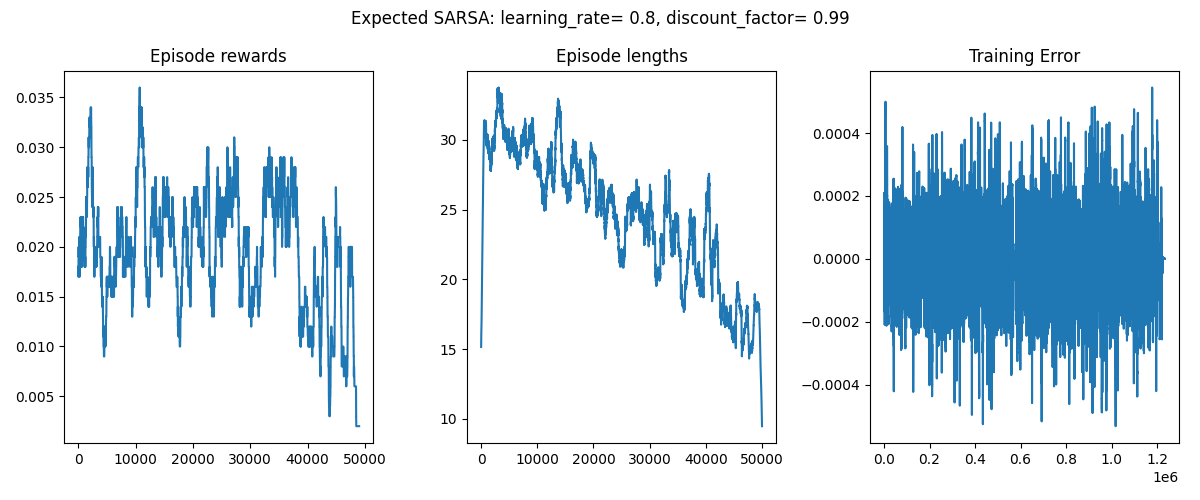 Expected SARSA: learning_rate= 0.8, discount_factor= 0.99
Episode rewards
Episode lengths
Training Error
0.035
0.030
0.025
0.020
0.015
0.010
0.005
0 10000 20000 30000 40000 50000
30
25
20
15
10
0 10000 20000 30000 40000 50000
0.0004
0.0002
0.0000
−0.0002
−0.0004
0.0 0.2 0.4 0.6 0.8 1.0 1.2
1e6